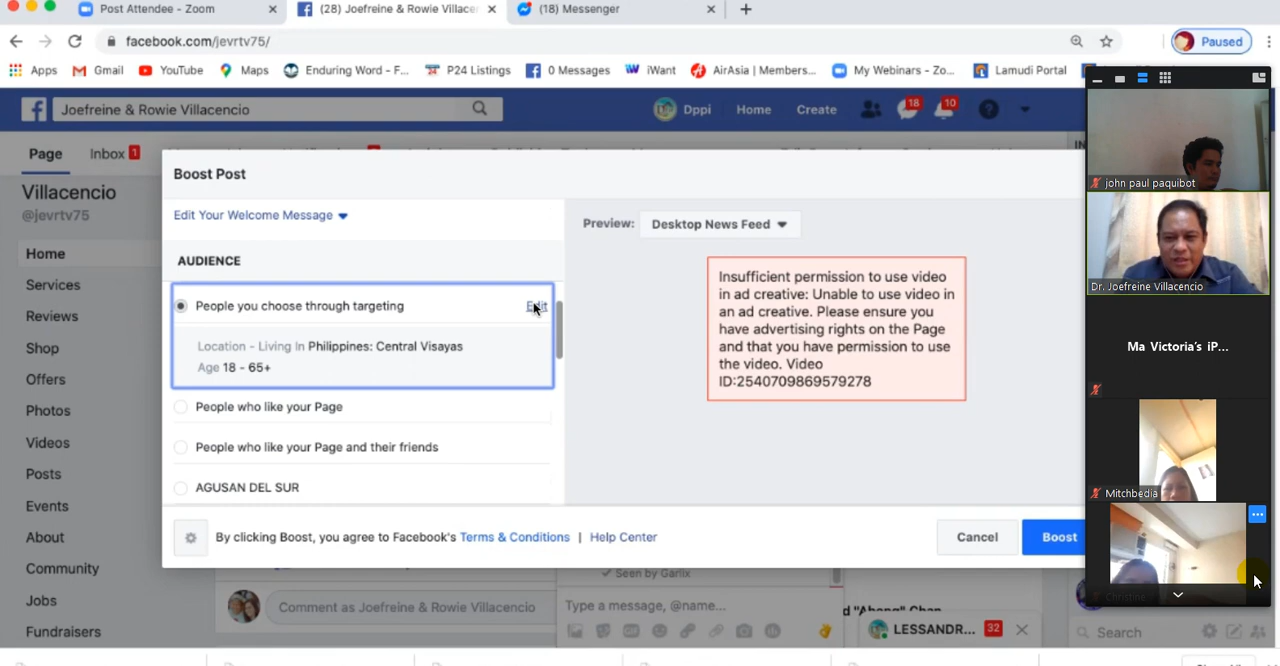 Post Attendee - Zoom
(28) Joefreine & Rowie Villacen
(18) Messenger
facebook.com/jevrtv75/
Paused
Apps
Gmail
YouTube
Maps
Enduring Word - F...
P24 Listings
0 Messages
iWant
AirAsia | Members...
My Webinars - Zo...
Lamudi Portal
Joefreine & Rowie Villacencio
Dppi
Home
Create
18
10
Page
Inbox 1
Villacencio
@jevrtv75
Home
Services
Reviews
Shop
Offers
Photos
Videos
Posts
Events
About
Community
Jobs
Fundraisers
Boost Post
Edit Your Welcome Message
AUDIENCE
People you choose through targeting
Edit
Location - Living In Philippines: Central Visayas
Age 18 - 65+
People who like your Page
People who like your Page and their friends
AGUSAN DEL SUR
Preview: Desktop News Feed
Insufficient permission to use video
in ad creative: Unable to use video in
an ad creative. Please ensure you
have advertising rights on the Page
and that you have permission to use
the video. Video
ID:2540709869579278
By clicking Boost, you agree to Facebook's Terms & Conditions | Help Center
Cancel
Boost
Seen by Garlix
Comment as Joefreine & Rowie Villacencio
Type a message, @name...
LESSANDR... 32
Search
john paul paquibot
Dr. Joefreine Villacencio
Ma Victoria's iP...
Mitchbedia